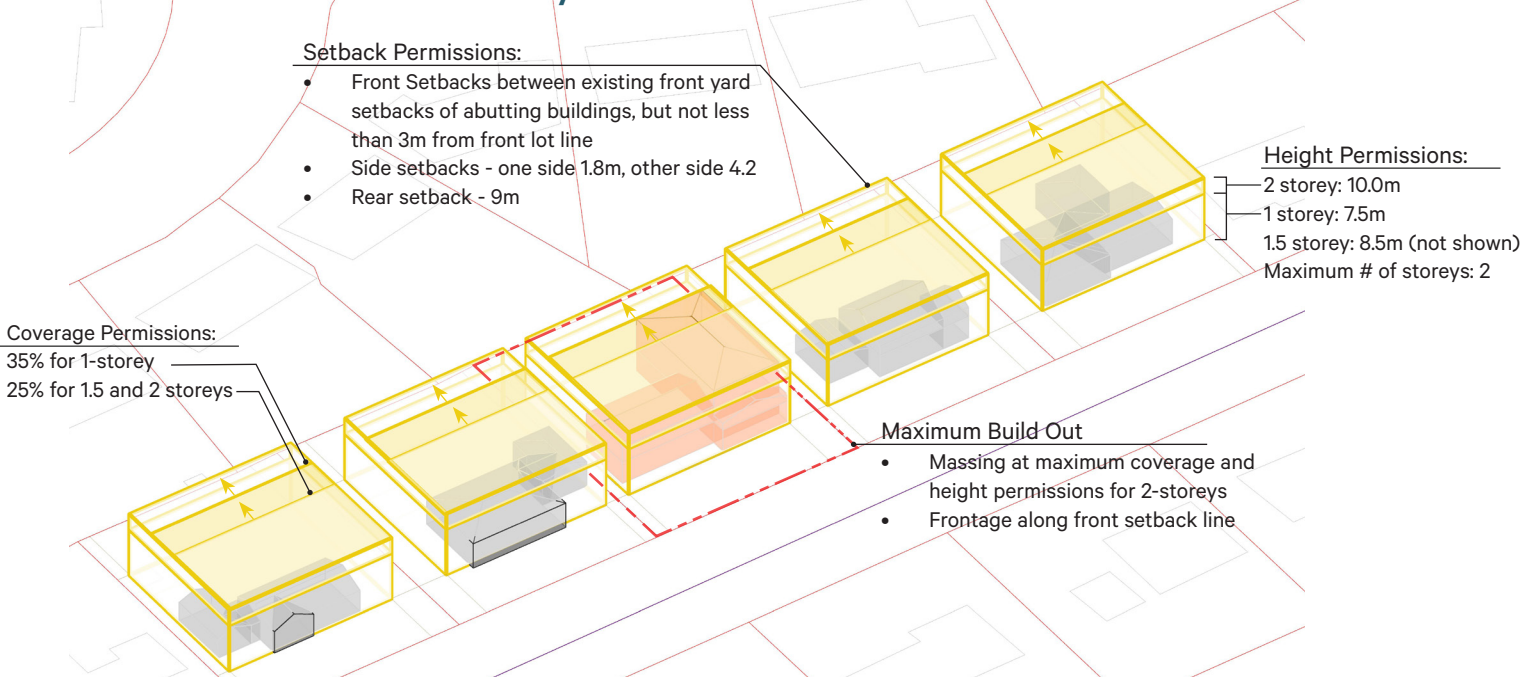 Setback Permissions:
• Front Setbacks between existing front yard
setbacks of abutting buildings, but not less
than 3m from front lot line
• Side setbacks - one side 1.8m, other side 4.2
• Rear setback - 9m
Height Permissions:
2 storey: 10.0m
1 storey: 7.5m
1.5 storey: 8.5m (not shown)
Maximum # of storeys: 2
Coverage Permissions:
35% for 1-storey
25% for 1.5 and 2 storeys
Maximum Build Out
• Massing at maximum coverage and
height permissions for 2-storeys
• Frontage along front setback line